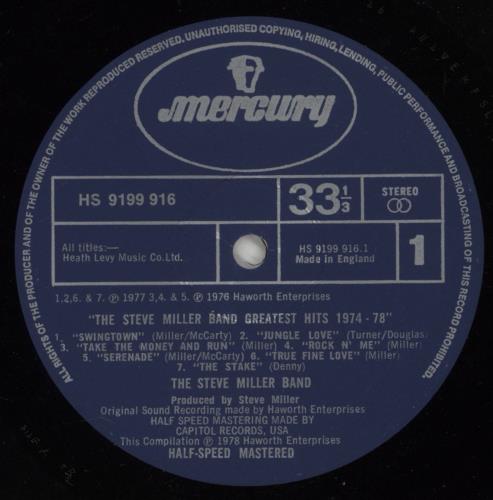 ALL RIGHTS OF THE PRODUCER AND OF THE OWNER OF THE WORK REPRODUCED RESERVED. UNAUTHORISED COPYING, HIRING, LENDING, PUBLIC PERFORMANCE AND BROADCASTING OF THIS RECORD PROHIBITED.
mercury
HS 9199 916
33⅓
STEREO
All titles:—
Heath Levy Music Co.Ltd.
HS 9199 916.1
Made in England
1
1,2,6. & 7. ℗ 1977 3,4. & 5. ℗ 1976 Haworth Enterprises
"THE STEVE MILLER BAND GREATEST HITS 1974-78"
1. "SWINGTOWN" (Miller/McCarty) 2. "JUNGLE LOVE" (Turner/Douglas)
3. "TAKE THE MONEY AND RUN" (Miller) 4. "ROCK N' ME" (Miller)
5. "SERENADE" (Miller/McCarty) 6. "TRUE FINE LOVE" (Miller)
7. "THE STAKE" (Denny)
THE STEVE MILLER BAND
Produced by Steve Miller
Original Sound Recording made by Haworth Enterprises
HALF SPEED MASTERING MADE BY
CAPITOL RECORDS, USA
This Compilation ℗ 1978 Haworth Enterprises
HALF-SPEED MASTERED